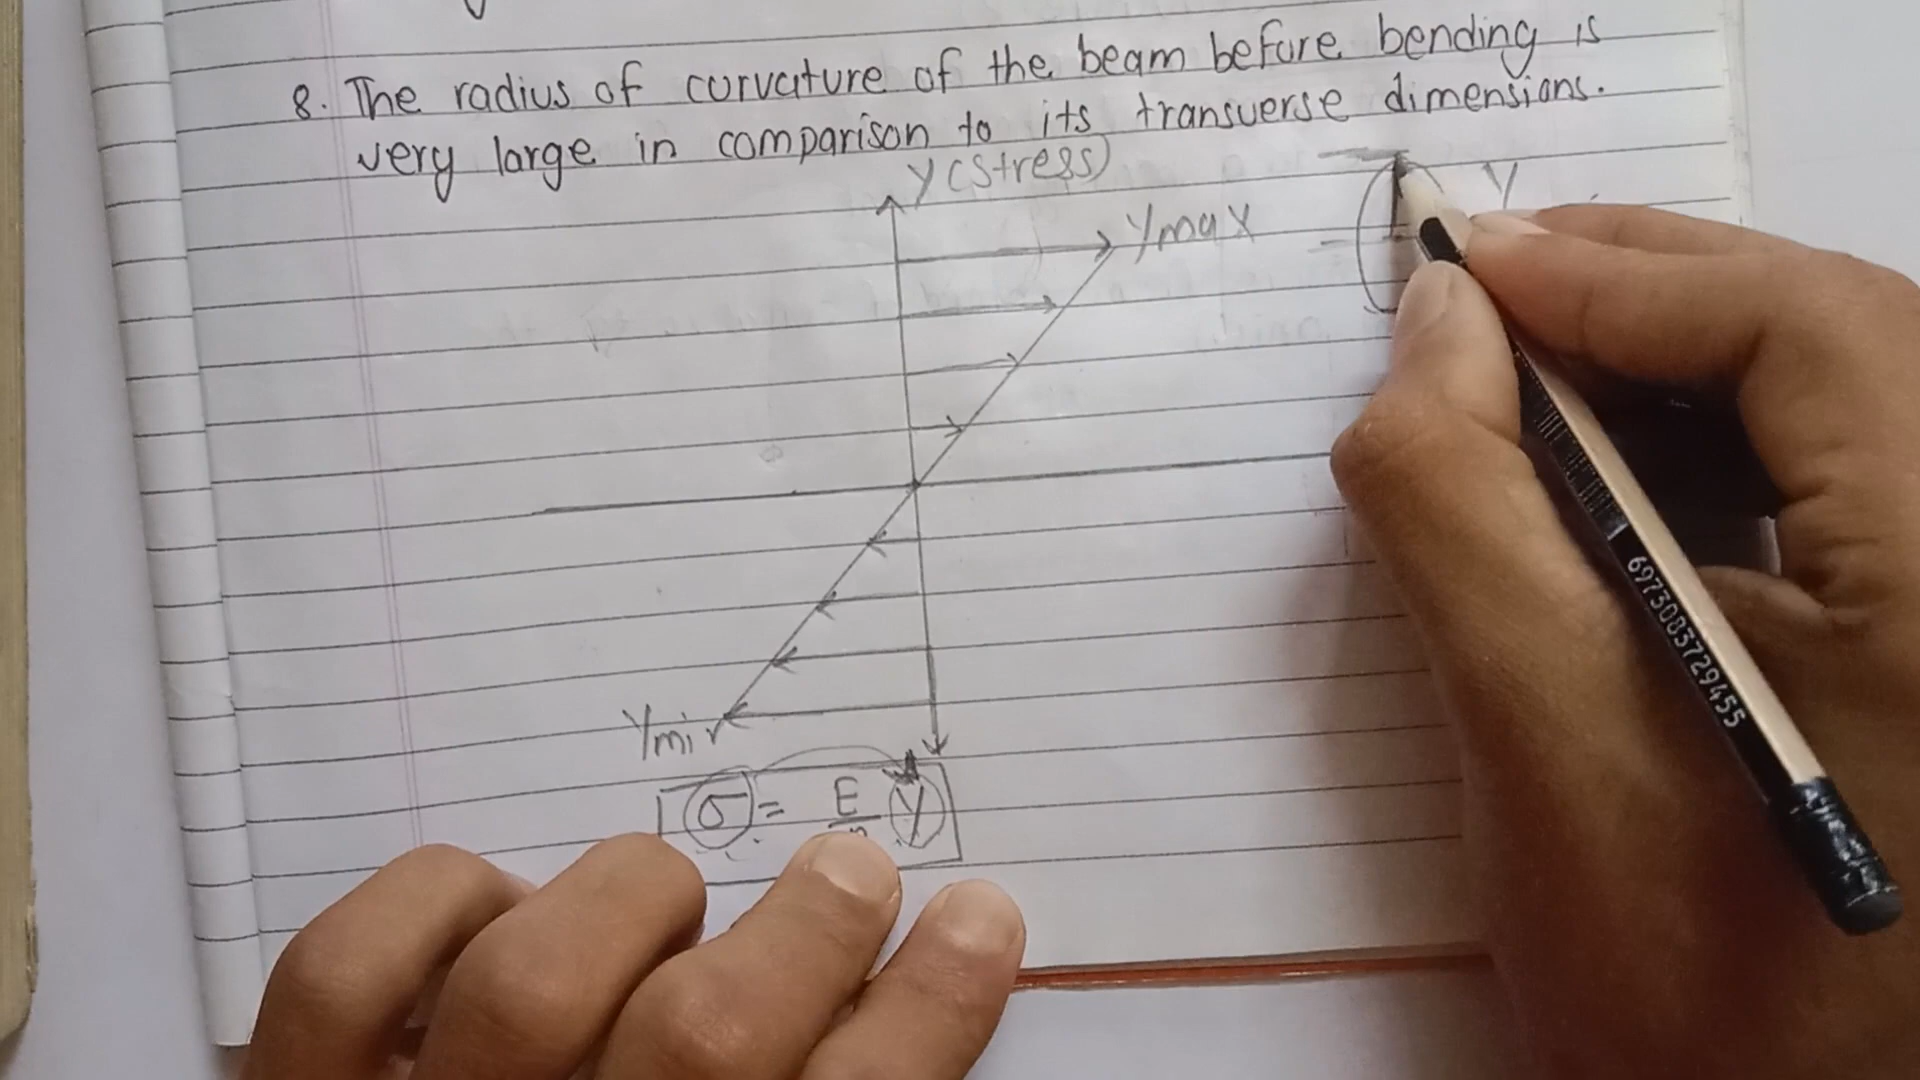 8. The radius of curvature of the beam before bending is
very large in comparison to its transverse dimensions.
y (stress)
Ymax
Y
Ymin
σ = E y
6973083729455